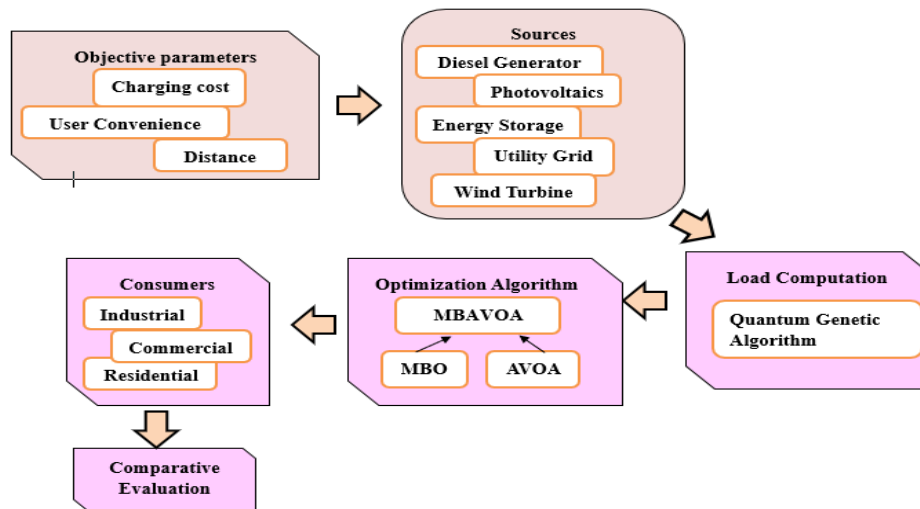 Objective parameters
Charging cost
User Convenience
Distance
Sources
Diesel Generator
Photovoltaics
Energy Storage
Utility Grid
Wind Turbine
Load Computation
Quantum Genetic
Algorithm
Optimization Algorithm
MBAVOA
MBO
AVOA
Consumers
Industrial
Commercial
Residential
Comparative
Evaluation